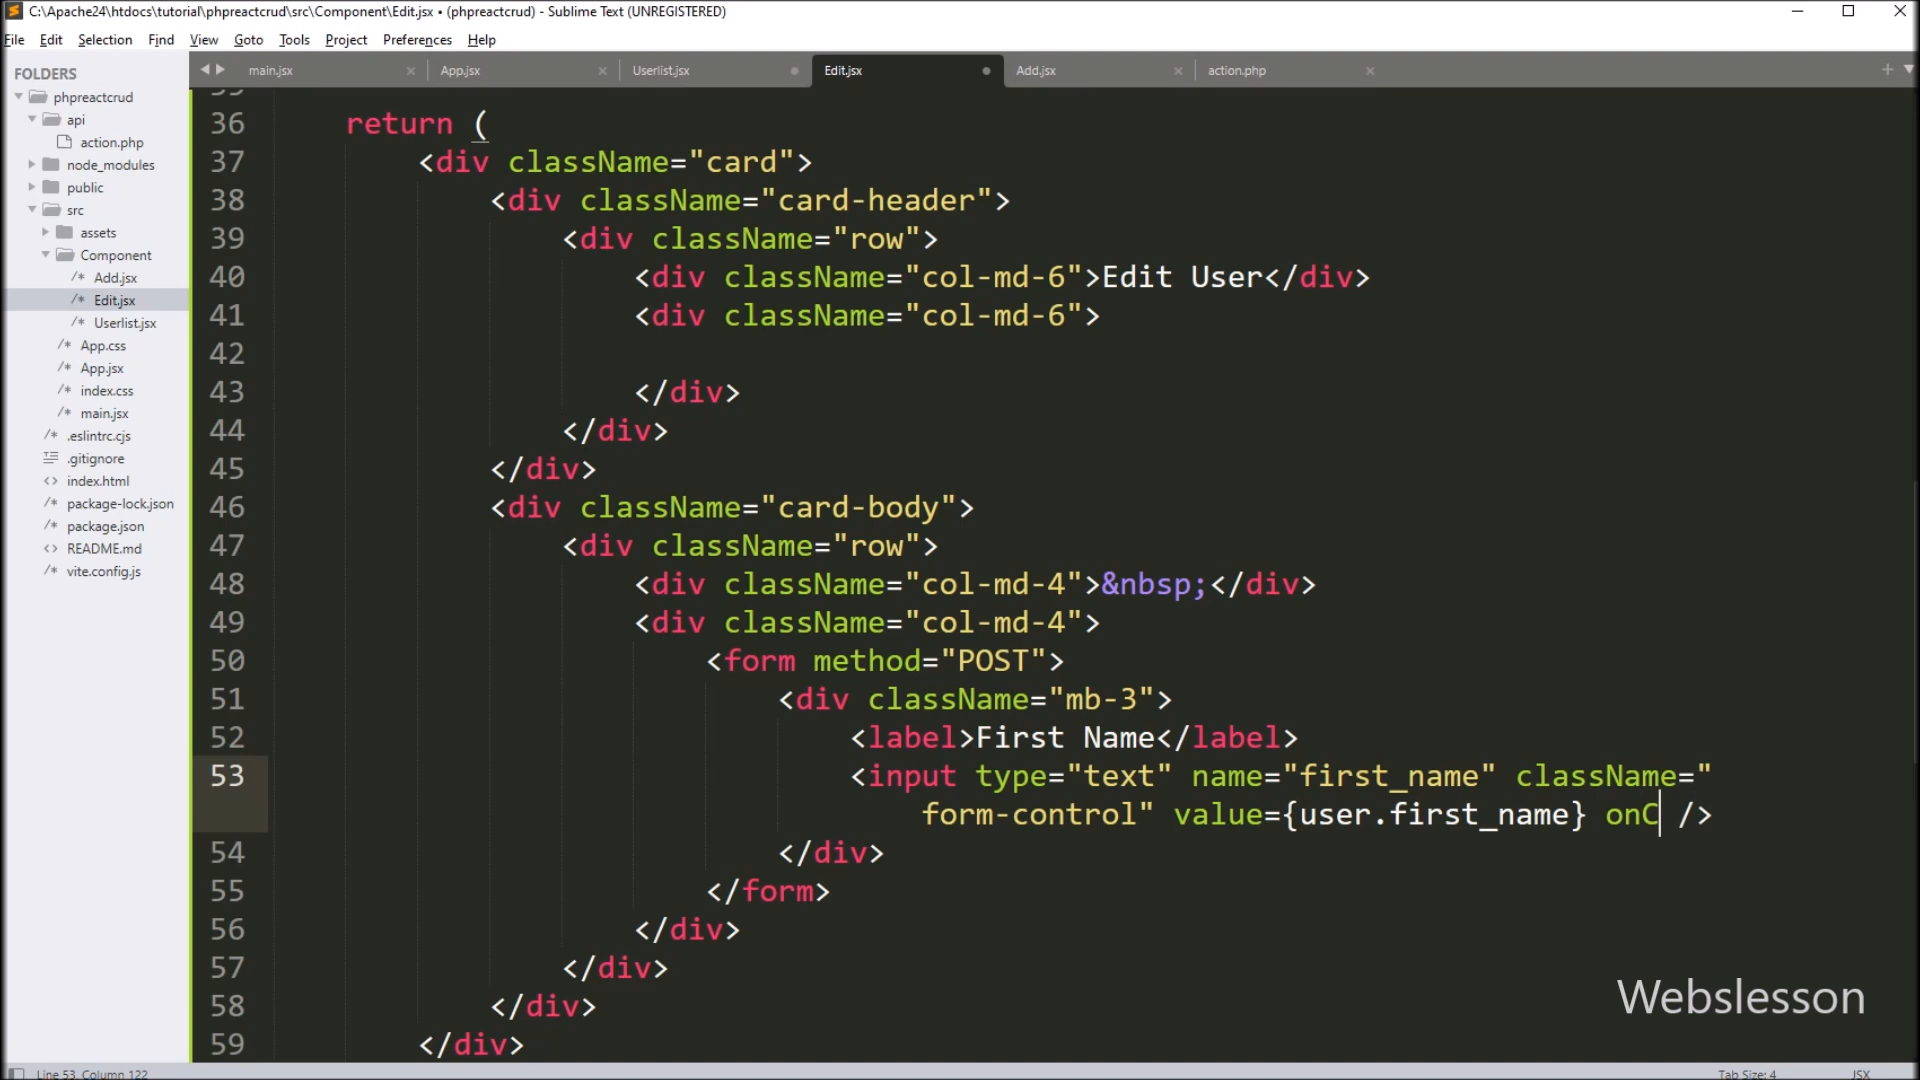 C:\Apache24\htdocs\tutorial\phpreactcrud\src\Component\Edit.jsx • (phpreactcrud) - Sublime Text (UNREGISTERED)
File Edit Selection Find View Goto Tools Project Preferences Help
FOLDERS
phpreactcrud
api
action.php
node_modules
public
src
assets
Component
/* Add.jsx
/* Edit.jsx
/* Userlist.jsx
/* App.css
/* App.jsx
/* index.css
/* main.jsx
/* .eslintrc.cjs
.gitignore
<> index.html
/* package-lock.json
/* package.json
<> README.md
/* vite.config.js
main.jsx App.jsx Userlist.jsx Edit.jsx Add.jsx action.php
35
36 return (
37 <div className="card">
38 <div className="card-header">
39 <div className="row">
40 <div className="col-md-6">Edit User</div>
41 <div className="col-md-6">
42
43 </div>
44 </div>
45 </div>
46 <div className="card-body">
47 <div className="row">
48 <div className="col-md-4">&nbsp;</div>
49 <div className="col-md-4">
50 <form method="POST">
51 <div className="mb-3">
52 <label>First Name</label>
53 <input type="text" name="first_name" className="
form-control" value={user.first_name} onC />
54 </div>
55 </form>
56 </div>
57 </div>
58 </div>
59 </div>
Webslesson
Line 53, Column 122 Tab Size: 4 JSX